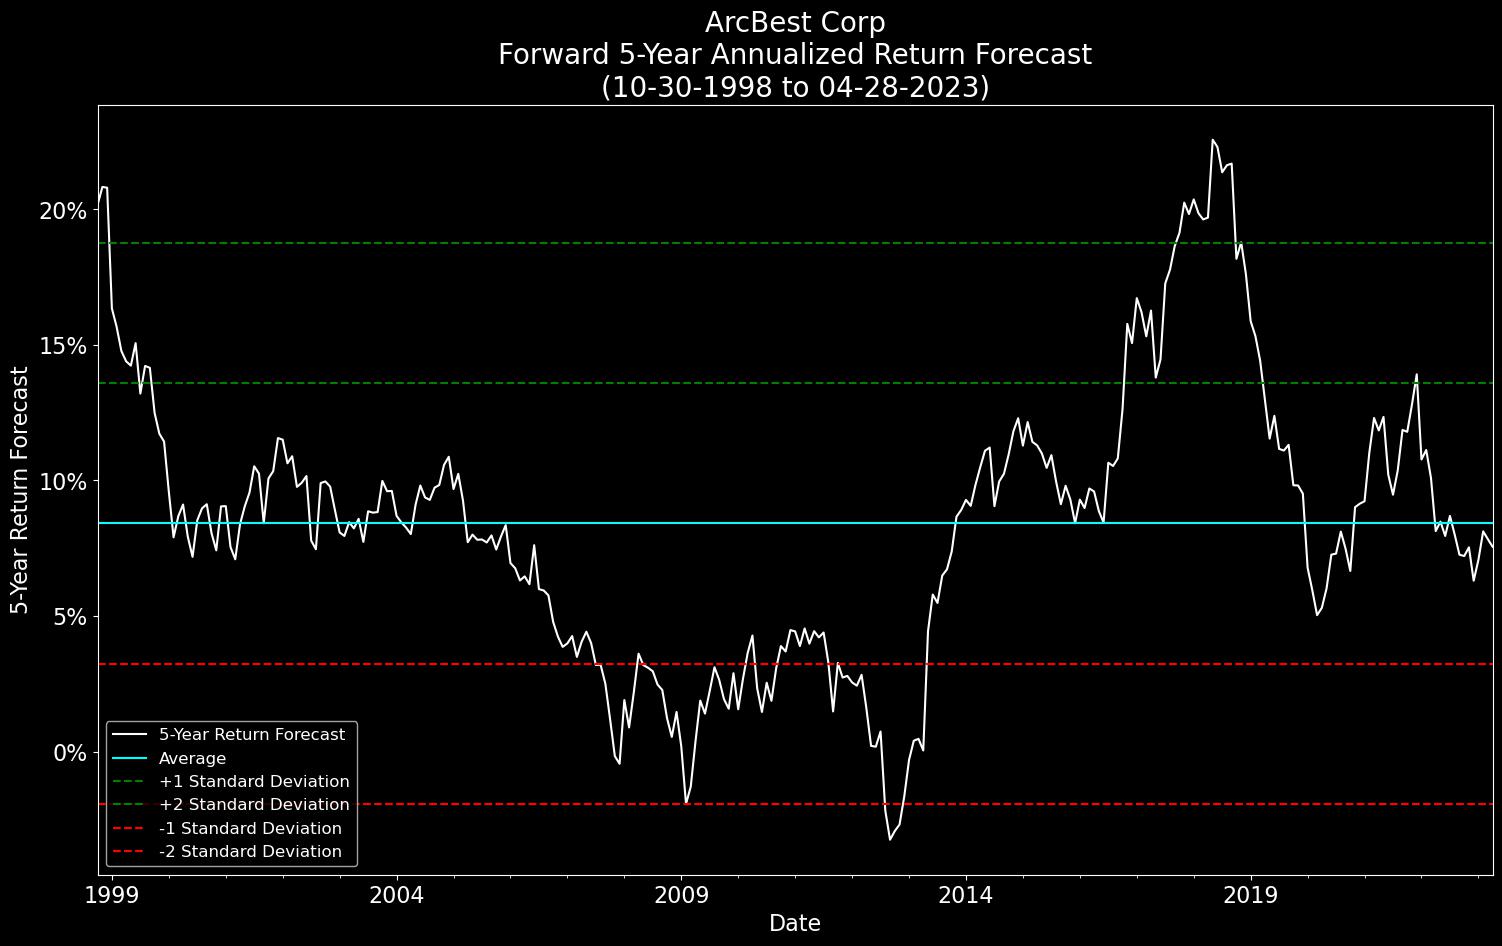 ArcBest Corp
Forward 5-Year Annualized Return Forecast
(10-30-1998 to 04-28-2023)
5-Year Return Forecast
20%
15%
10%
5%
0%
5-Year Return Forecast
Average
+1 Standard Deviation
+2 Standard Deviation
-1 Standard Deviation
-2 Standard Deviation
1999 2004 2009 2014 2019
Date